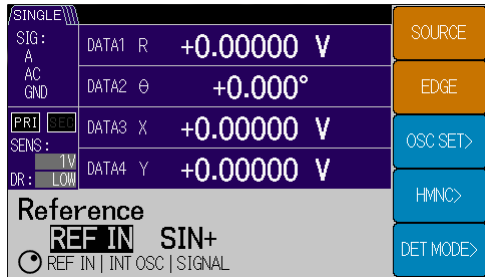 SINGLE
SIG:
A
AC
GND
PRI SEC
SENS:
1V
DR: LOW
DATA1 R +0.00000 V
DATA2 θ +0.000°
DATA3 X +0.00000 V
DATA4 Y +0.00000 V
Reference
REF IN SIN+
REF IN | INT OSC | SIGNAL
SOURCE
EDGE
OSC SET>
HMNC>
DET MODE>